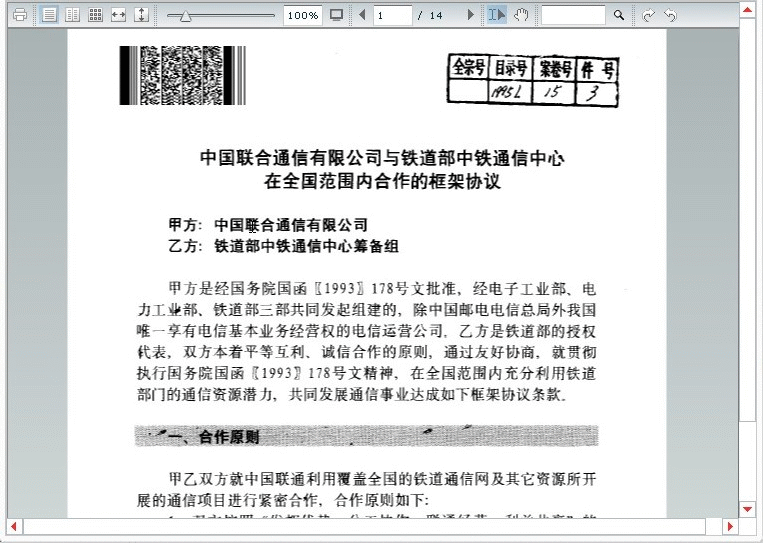 100%
1 / 14
全宗号 目录号 案卷号 件号
1995L 15 3
中国联合通信有限公司与铁道部中铁通信中心
在全国范围内合作的框架协议
甲方: 中国联合通信有限公司
乙方: 铁道部中铁通信中心筹备组
甲方是经国务院国函〖1993〗178号文批准, 经电子工业部、电
力工业部、铁道部三部共同发起组建的, 除中国邮电电信总局外我国
唯一享有电信基本业务经营权的电信运营公司, 乙方是铁道部的授权
代表, 双方本着平等互利、诚信合作的原则, 通过友好协商, 就贯彻
执行国务院国函〖1993〗178号文精神, 在全国范围内充分利用铁道
部门的通信资源潜力, 共同发展通信事业达成如下框架协议条款.
一、合作原则
甲乙双方就中国联通利用覆盖全国的铁道通信网及其它资源所开
展的通信项目进行紧密合作, 合作原则如下: